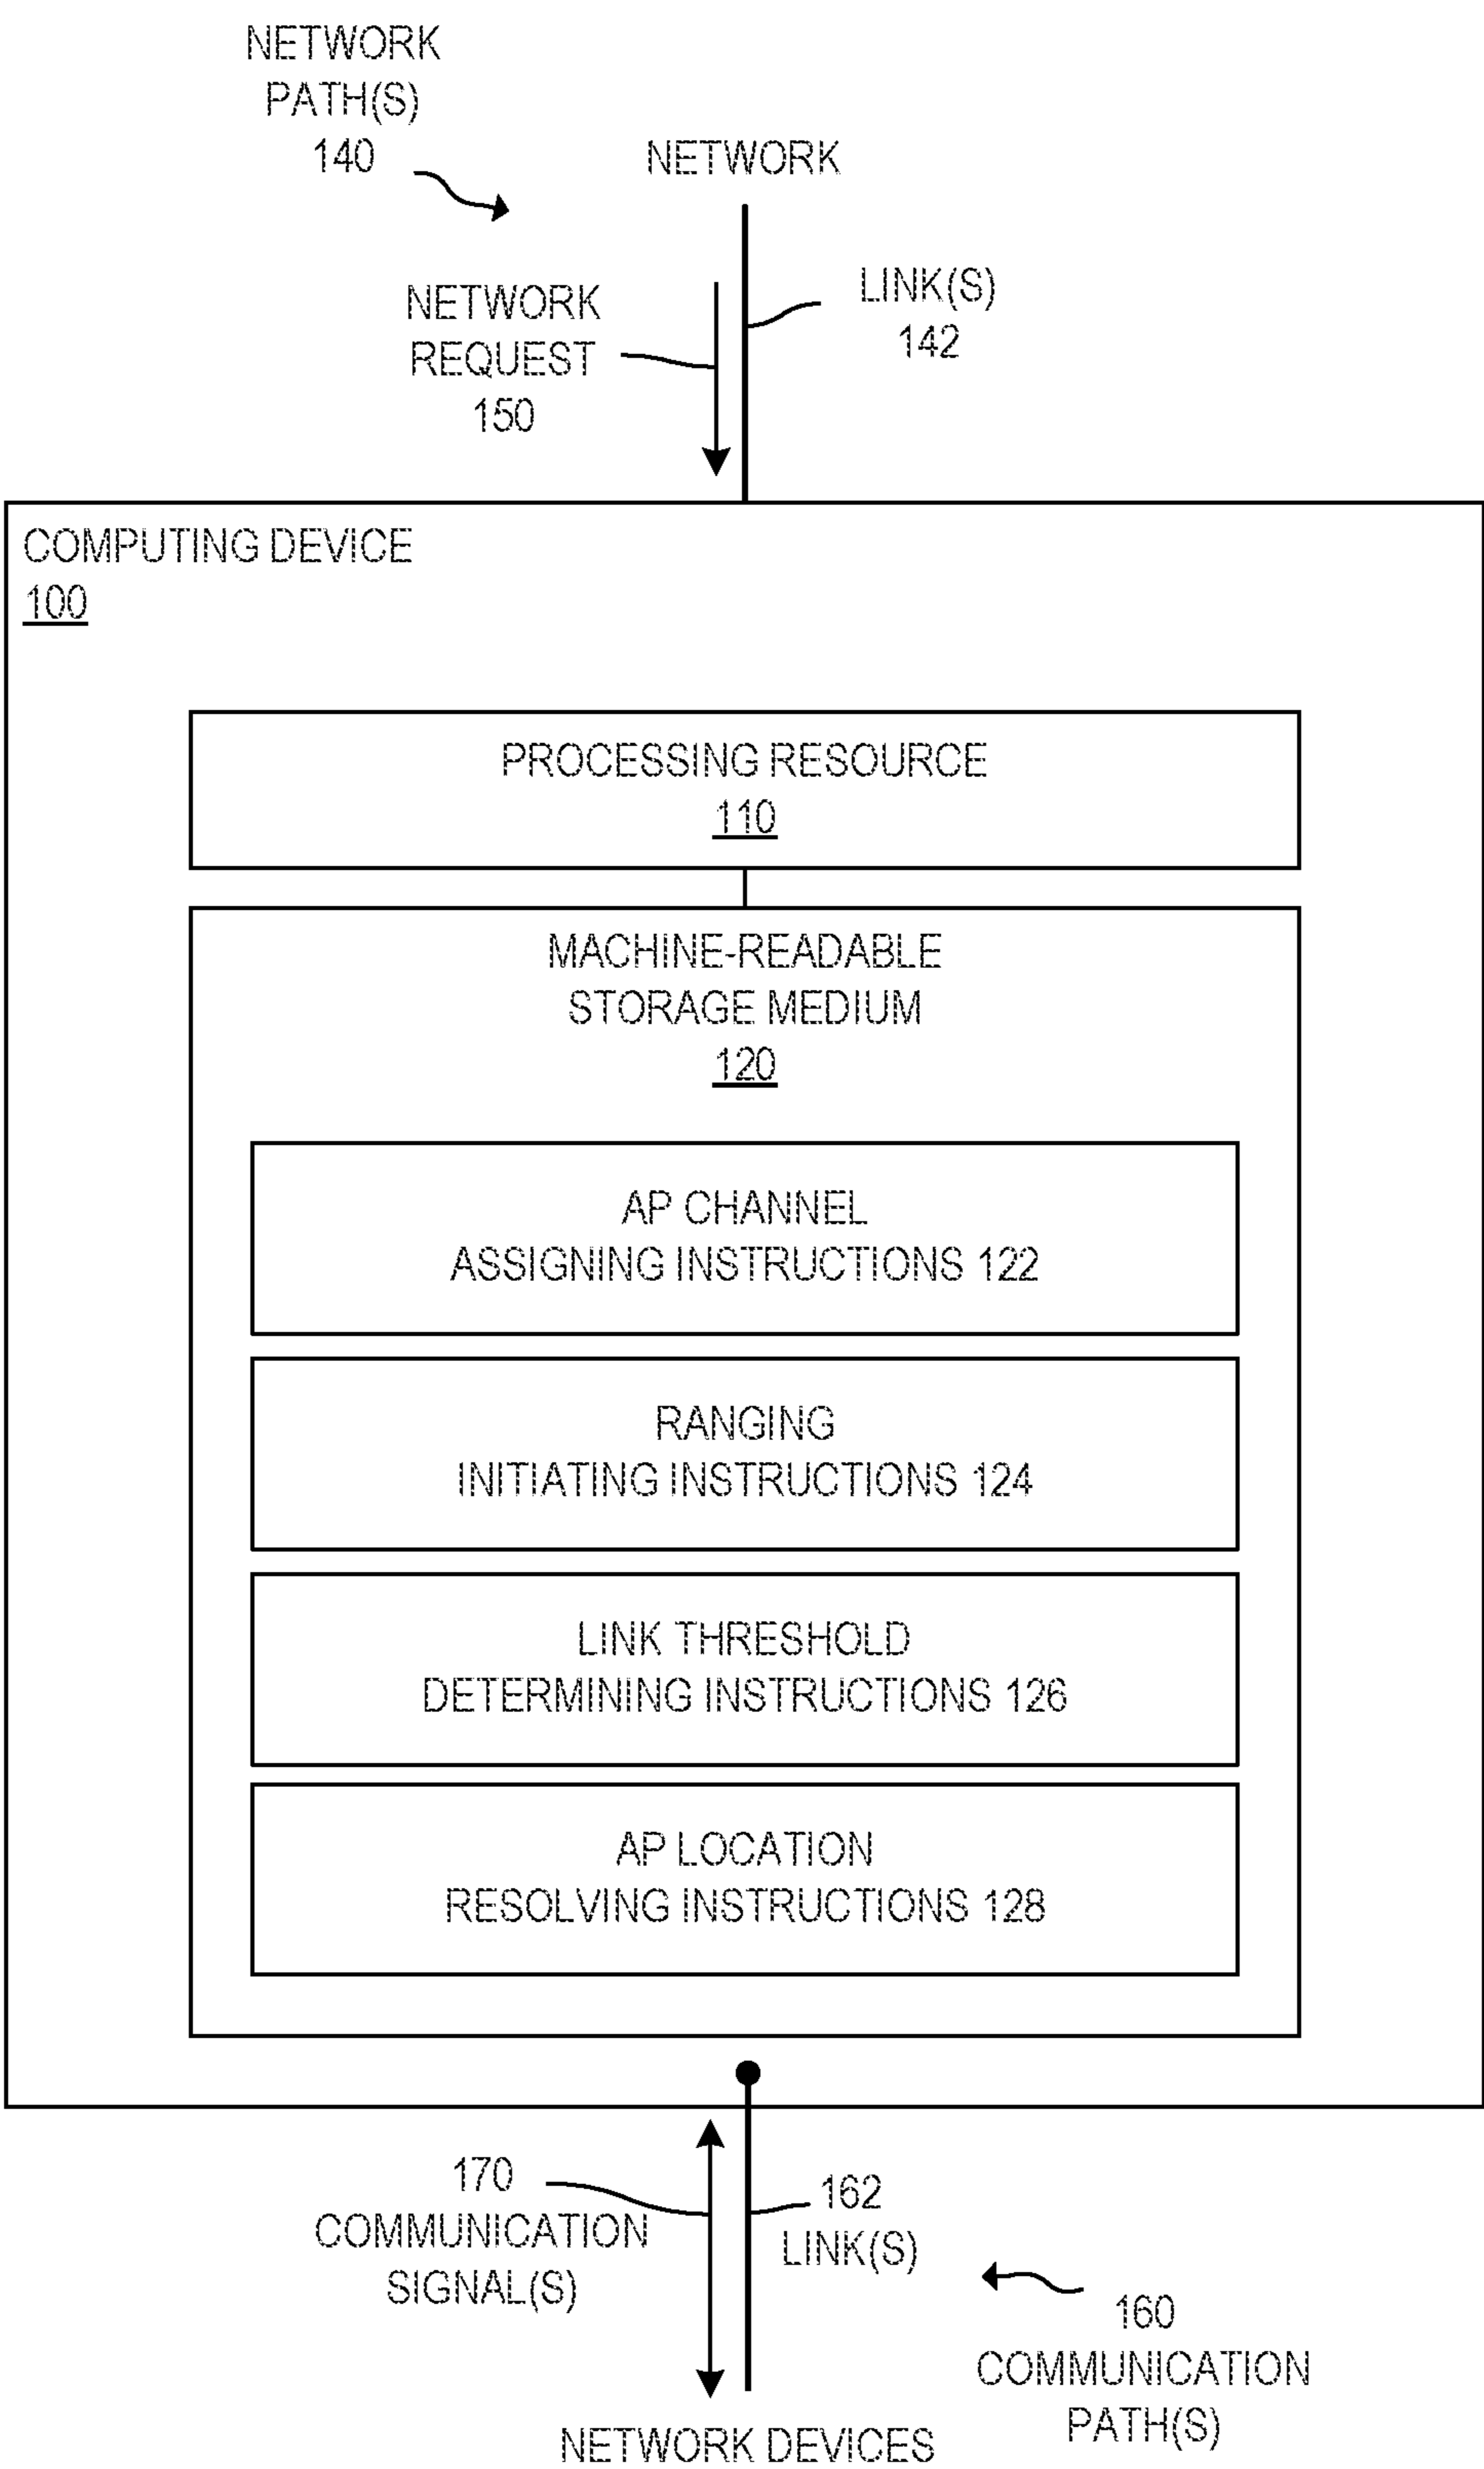 NETWORK
PATH(S)
140
NETWORK
NETWORK
REQUEST
150
LINK(S)
142
COMPUTING DEVICE
100
PROCESSING RESOURCE
110
MACHINE-READABLE
STORAGE MEDIUM
120
AP CHANNEL
ASSIGNING INSTRUCTIONS 122
RANGING
INITIATING INSTRUCTIONS 124
LINK THRESHOLD
DETERMINING INSTRUCTIONS 126
AP LOCATION
RESOLVING INSTRUCTIONS 128
170
COMMUNICATION
SIGNAL(S)
162
LINK(S)
160
COMMUNICATION
PATH(S)
NETWORK DEVICES